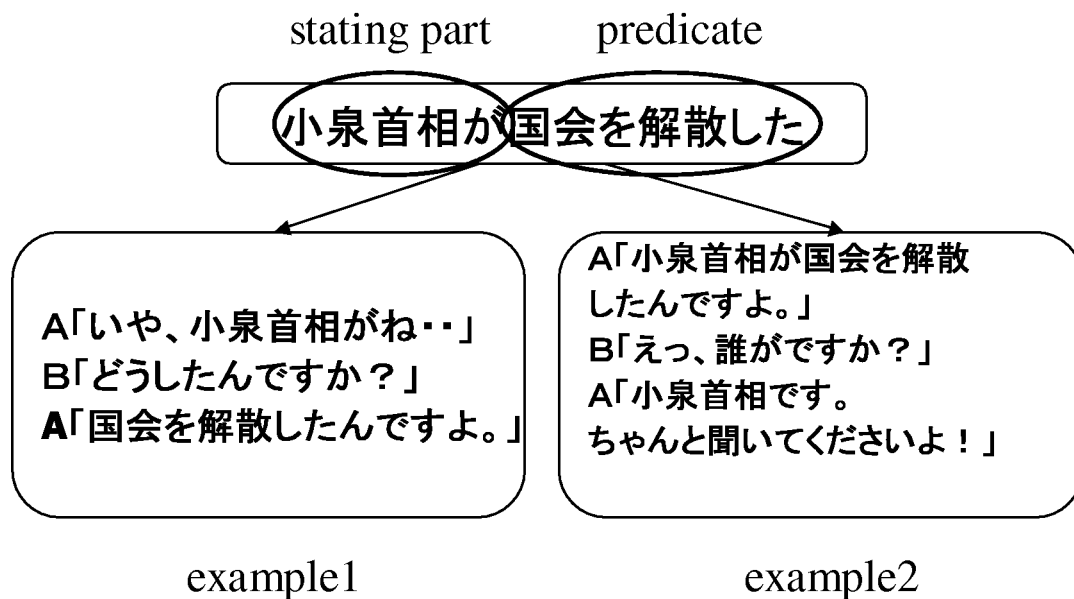 stating part predicate
小泉首相が国会を解散した
A「いや、小泉首相がね・・」
B「どうしたんですか？」
A「国会を解散したんですよ。」
A「小泉首相が国会を解散
したんですよ。」
B「えっ、誰がですか？」
A「小泉首相です。
ちゃんと聞いてくださいよ！」
example1 example2